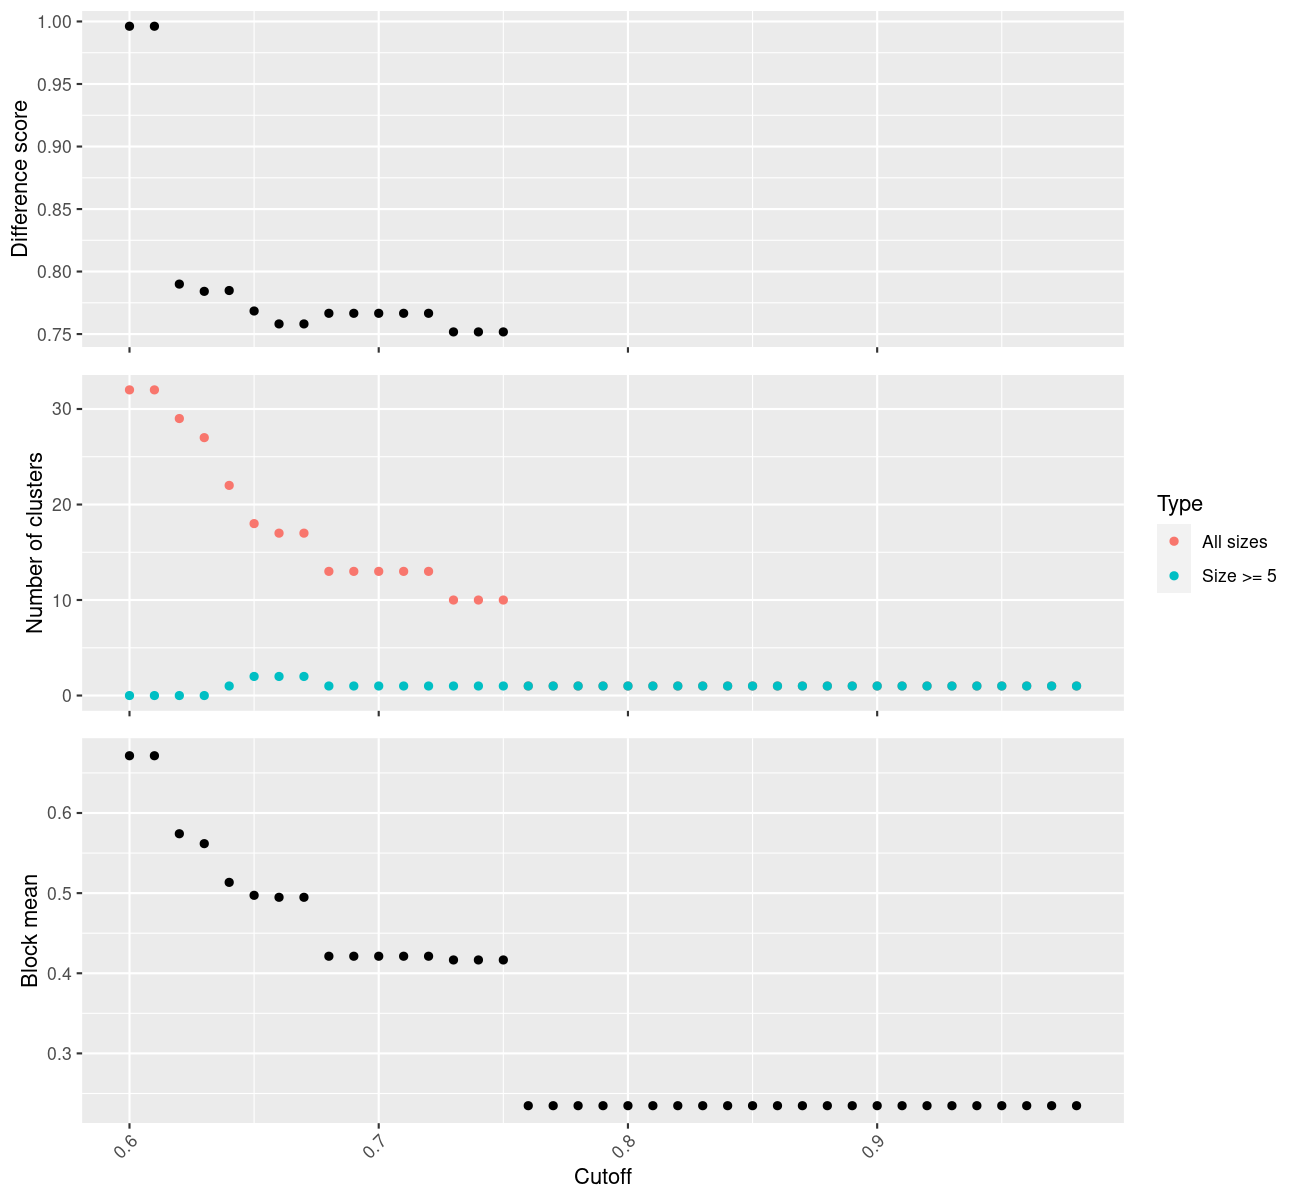 Difference score
1.00
0.95
0.90
0.85
0.80
0.75
Number of clusters
30
20
10
0
Type
All sizes
Size >= 5
Block mean
0.6
0.5
0.4
0.3
0.6 0.7 0.8 0.9
Cutoff